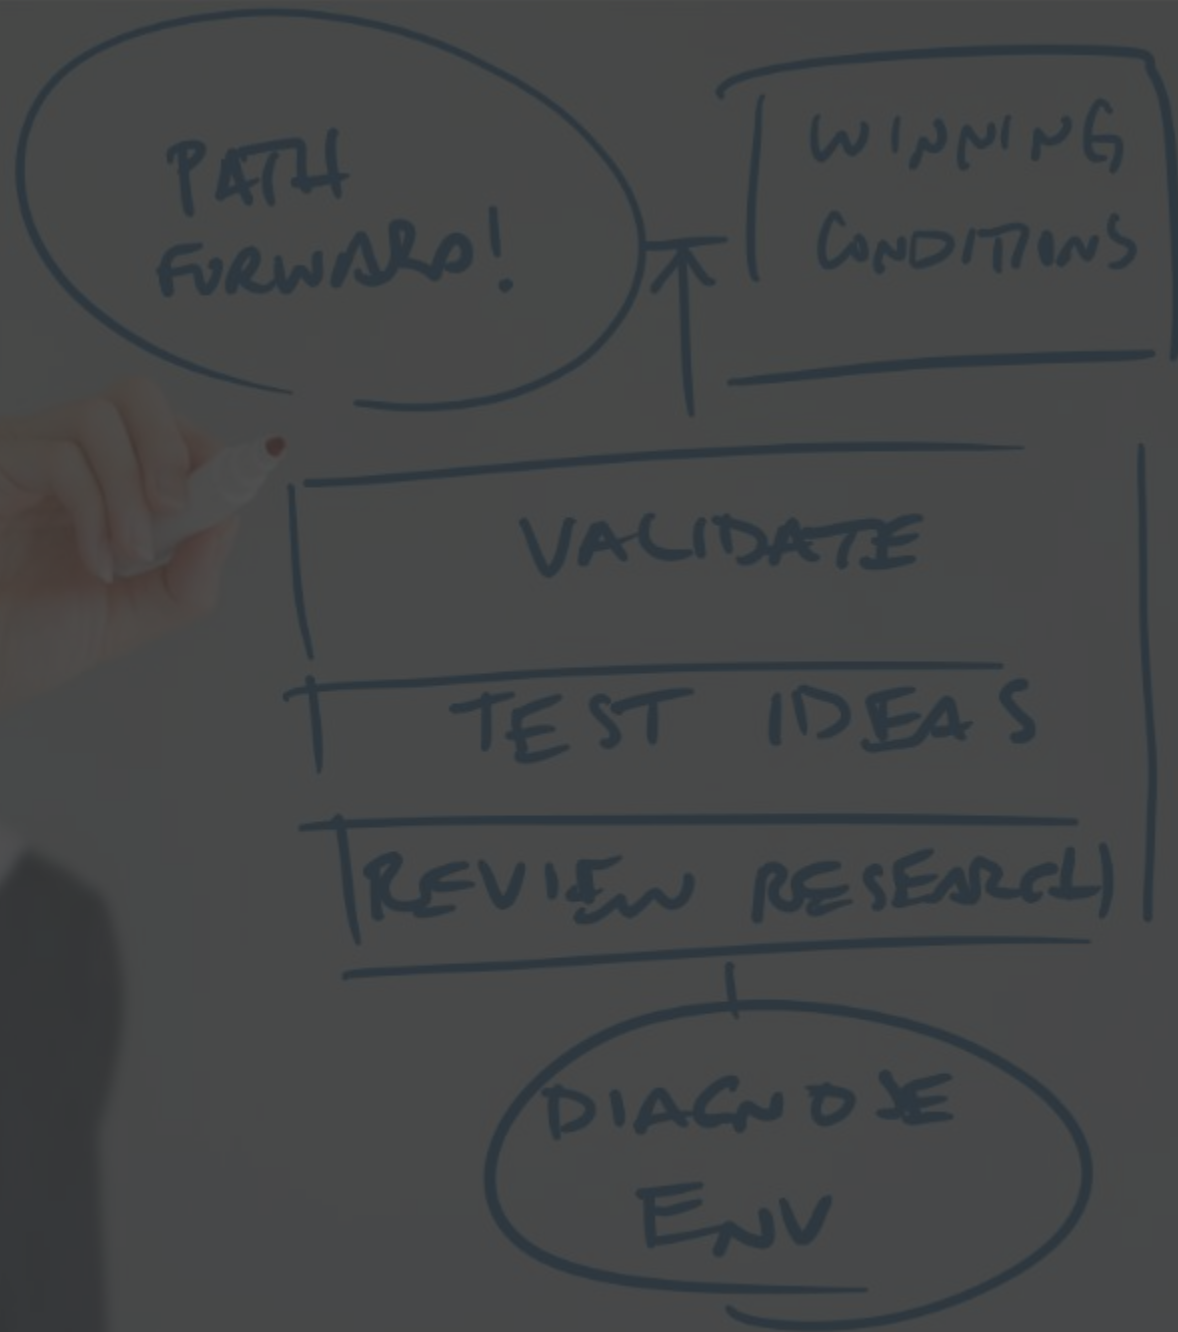 PATH
FORWARD!
WINNING
CONDITIONS
VALIDATE
TEST IDEAS
REVIEW RESEARCH
DIAGNOSE
ENV